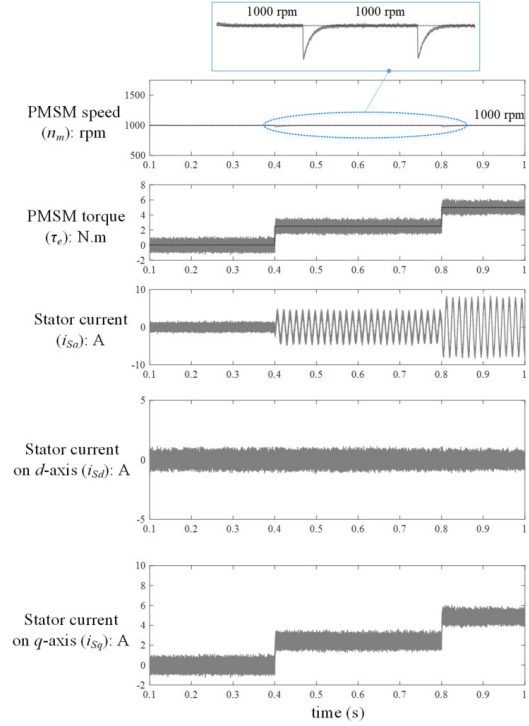 1000 rpm 1000 rpm
PMSM speed
(nm): rpm
1500
1000
500
1000 rpm
0.1 0.2 0.3 0.4 0.5 0.6 0.7 0.8 0.9 1
PMSM torque
(τe): N.m
8
6
4
2
0
-2
0.1 0.2 0.3 0.4 0.5 0.6 0.7 0.8 0.9 1
Stator current
(iSa): A
10
0
-10
0.1 0.2 0.3 0.4 0.5 0.6 0.7 0.8 0.9 1
Stator current
on d-axis (iSd): A
5
0
-5
0.1 0.2 0.3 0.4 0.5 0.6 0.7 0.8 0.9 1
Stator current
on q-axis (iSq): A
10
8
6
4
2
0
-2
0.1 0.2 0.3 0.4 0.5 0.6 0.7 0.8 0.9 1
time (s)